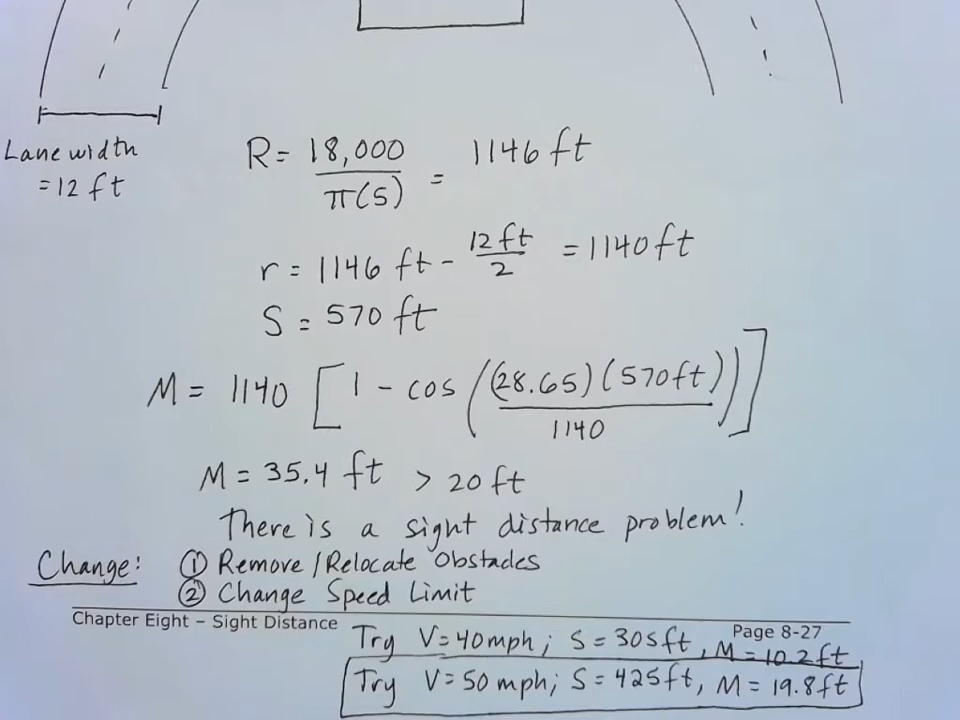 Lane width
= 12 ft
R = 18,000 / π(5) = 1146 ft
r = 1146 ft - 12 ft / 2 = 1140 ft
S = 570 ft
M = 1140 [ 1 - cos ( (28.65) (570 ft) / 1140 ) ]
M = 35.4 ft > 20 ft
There is a sight distance problem!
Change: ① Remove / Relocate Obstacles
② Change Speed Limit
Chapter Eight – Sight Distance
Page 8-27
Try V = 40 mph; S = 305 ft, M = 10.2 ft
Try V = 50 mph; S = 425 ft, M = 19.8 ft